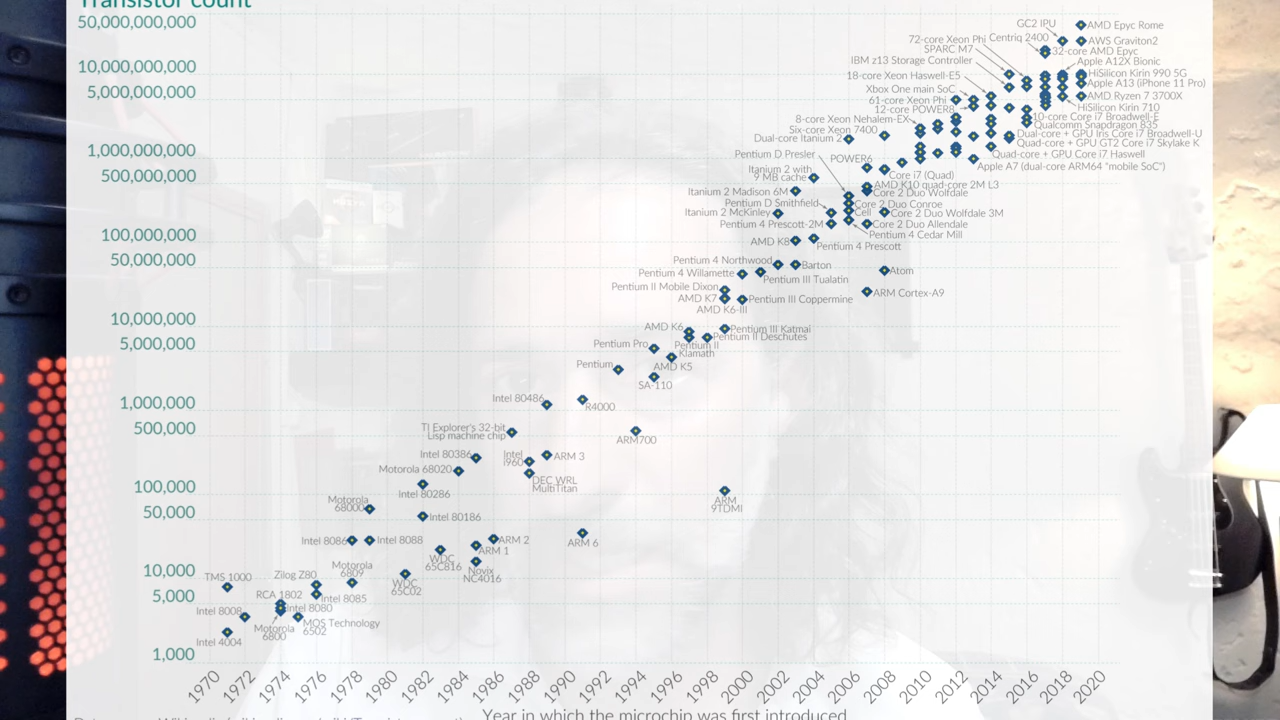 Transistor count
50,000,000,000
10,000,000,000
5,000,000,000
1,000,000,000
500,000,000
100,000,000
50,000,000
10,000,000
5,000,000
1,000,000
500,000
100,000
50,000
10,000
5,000
1,000
GC2 IPU
AMD Epyc Rome
72-core Xeon Phi
Centriq 2400
AWS Graviton2
SPARC M7
32-core AMD Epyc
IBM z13 Storage Controller
Apple A12X Bionic
18-core Xeon Haswell-E5
HiSilicon Kirin 990 5G
Xbox One main SoC
Apple A13 (iPhone 11 Pro)
61-core Xeon Phi
AMD Ryzen 7 3700X
12-core POWER8
HiSilicon Kirin 710
8-core Xeon Nehalem-EX
10-core Core i7 Broadwell-E
Six-core Xeon 7400
Qualcomm Snapdragon 835
Dual-core Itanium 2
Dual-core + GPU Iris Core i7 Broadwell-U
Quad-core + GPU GT2 Core i7 Skylake K
Pentium D Presler
POWER6
Quad-core + GPU Core i7 Haswell
Itanium 2 with
9 MB cache
Apple A7 (dual-core ARM64 "mobile SoC")
Core i7 (Quad)
AMD K10 quad-core 2M L3
Itanium 2 Madison 6M
Core 2 Duo Wolfdale
Pentium D Smithfield
Core 2 Duo Conroe
Itanium 2 McKinley
Cell
Core 2 Duo Wolfdale 3M
Pentium 4 Prescott-2M
Core 2 Duo Allendale
Pentium 4 Cedar Mill
AMD K8
Pentium 4 Prescott
Pentium 4 Northwood
Barton
Atom
Pentium 4 Willamette
Pentium III Tualatin
Pentium II Mobile Dixon
ARM Cortex-A9
AMD K7
Pentium III Coppermine
AMD K6-III
AMD K6
Pentium III Katmai
Pentium II Deschutes
Pentium Pro
Pentium II
Klamath
Pentium
AMD K5
SA-110
Intel 80486
R4000
TI Explorer's 32-bit
Lisp machine chip
ARM700
Intel 80386
Intel
i960
ARM 3
Motorola 68020
DEC WRL
MultiTitan
Intel 80286
Motorola
68000
ARM
9TDMI
Intel 80186
Intel 8086
Intel 8088
ARM 2
ARM 6
ARM 1
WDC
65C816
Novix
NC4016
Motorola
6809
TMS 1000
Zilog Z80
WDC
65C02
RCA 1802
Intel 8085
Intel 8008
Intel 8080
Motorola
6800
MOS Technology
6502
Intel 4004
1970
1972
1974
1976
1978
1980
1982
1984
1986
1988
1990
1992
1994
1996
1998
2000
2002
2004
2006
2008
2010
2012
2014
2016
2018
2020
Year in which the microchip was first introduced